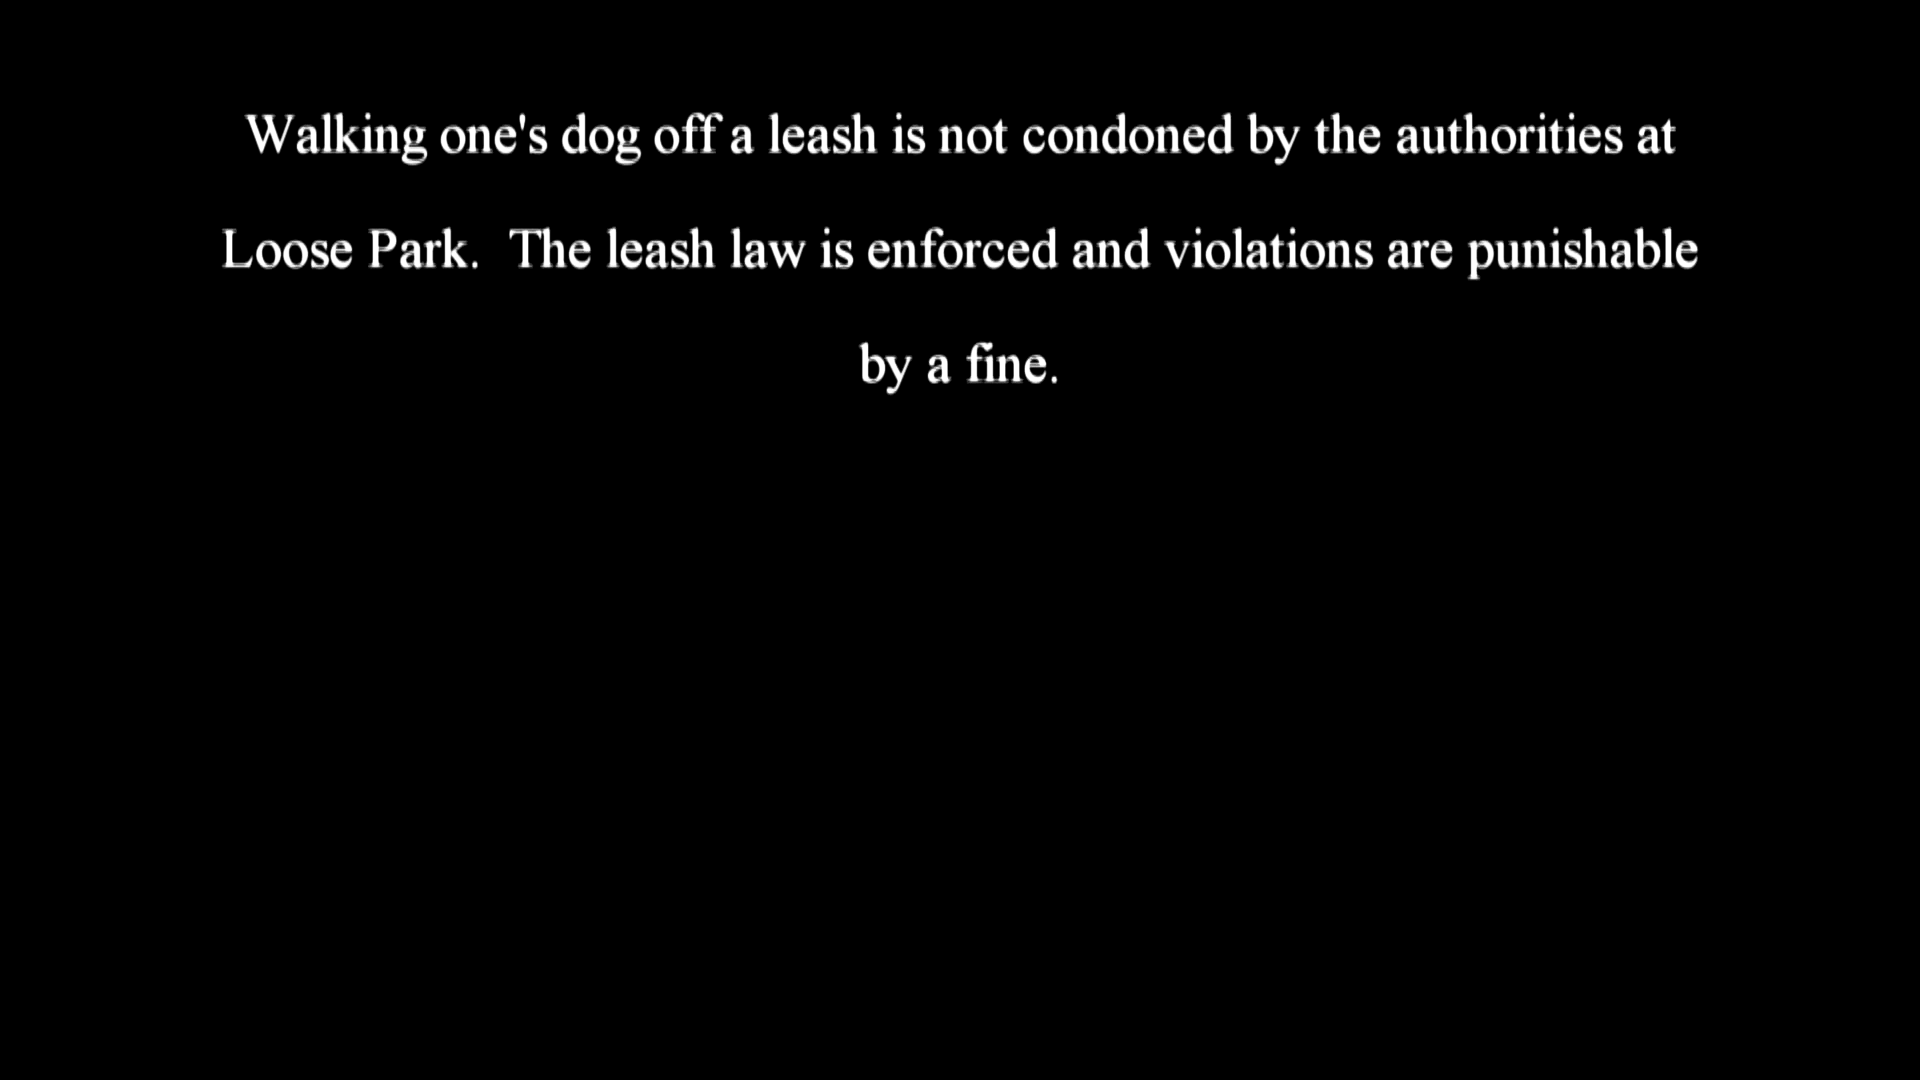 Walking one's dog off a leash is not condoned by the authorities at
Loose Park.  The leash law is enforced and violations are punishable
by a fine.